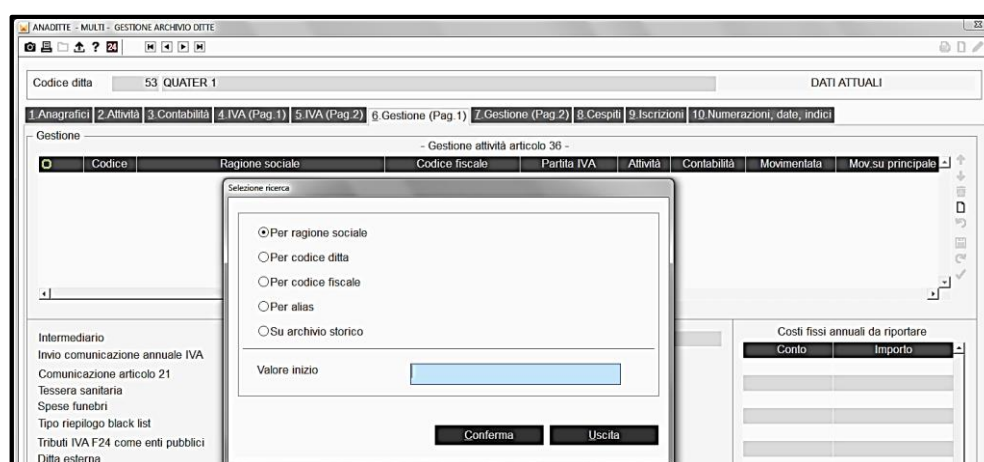 ANADITTE - MULTI - GESTIONE ARCHIVIO DITTE
? 24
Codice ditta 53 QUATER 1 DATI ATTUALI
1.Anagrafici 2.Attività 3.Contabilità 4.IVA (Pag.1) 5.IVA (Pag.2) 6.Gestione (Pag.1) 7.Gestione (Pag.2) 8.Cespiti 9.Iscrizioni 10.Numerazioni, date, indici
Gestione
- Gestione attività articolo 36 -
Codice Ragione sociale Codice fiscale Partita IVA Attività Contabilità Movimentata Mov.su principale
Selezione ricerca
Per ragione sociale
Per codice ditta
Per codice fiscale
Per alias
Su archivio storico
Valore inizio
Conferma Uscita
Intermediario
Invio comunicazione annuale IVA
Comunicazione articolo 21
Tessera sanitaria
Spese funebri
Tipo riepilogo black list
Tributi IVA F24 come enti pubblici
Ditta esterna
Costi fissi annuali da riportare
Conto Importo